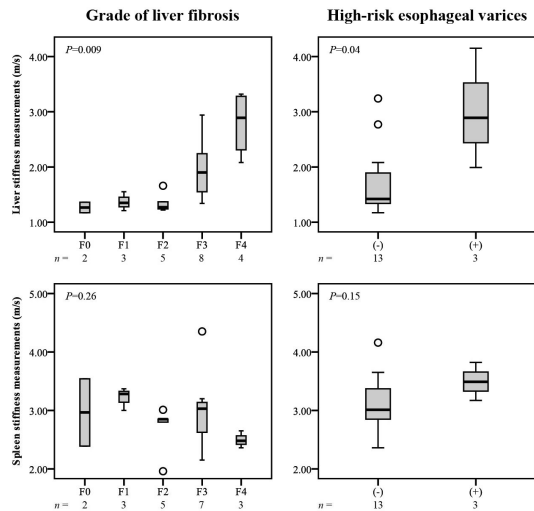 Grade of liver fibrosis
High-risk esophageal varices
Liver stiffness measurements (m/s)
4.00
3.00
2.00
1.00
P=0.009
F0 F1 F2 F3 F4
n = 2 3 5 8 4
P=0.04
(-) (+)
13 3
Spleen stiffness measurements (m/s)
5.00
4.00
3.00
2.00
P=0.26
F0 F1 F2 F3 F4
n = 2 3 5 7 3
P=0.15
(-) (+)
n = 13 3